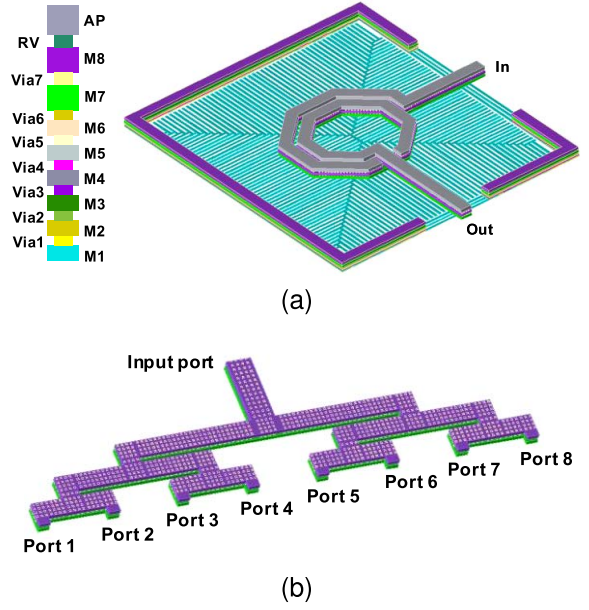 AP
RV
M8
Via7
M7
Via6
M6
Via5
M5
Via4
M4
Via3
M3
Via2
M2
Via1
M1
In
Out
(a)
Input port
Port 1
Port 2
Port 3
Port 4
Port 5
Port 6
Port 7
Port 8
(b)